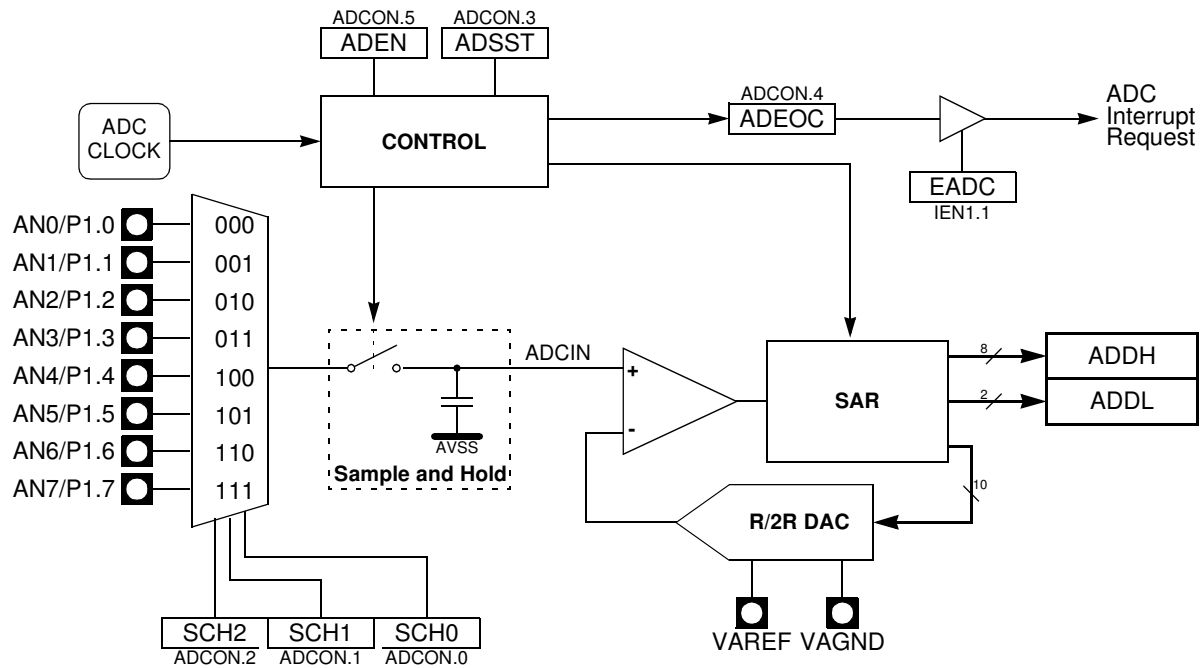 ADCON.5
ADCON.3
ADEN
ADSST
ADCON.4
ADC
CLOCK
CONTROL
ADEOC
ADC
Interrupt
Request
EADC
IEN1.1
AN0/P1.0
000
AN1/P1.1
001
AN2/P1.2
010
AN3/P1.3
011
AN4/P1.4
100
AN5/P1.5
101
AN6/P1.6
110
AN7/P1.7
111
ADCIN
AVSS
Sample and Hold
+
-
SAR
8
ADDH
2
ADDL
10
R/2R DAC
VAREF
VAGND
SCH2
SCH1
SCH0
ADCON.2
ADCON.1
ADCON.0